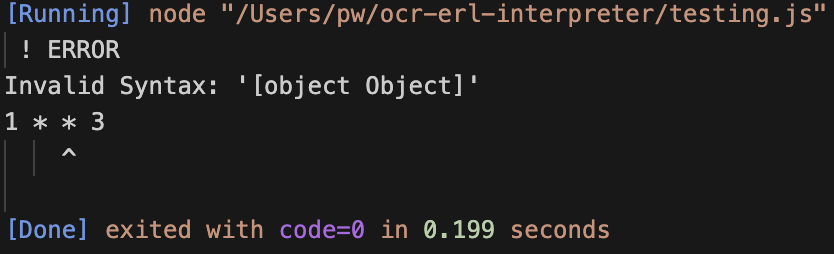 [Running] node "/Users/pw/ocr-erl-interpreter/testing.js"
! ERROR
Invalid Syntax: '[object Object]'
1 * * 3
^
[Done] exited with code=0 in 0.199 seconds